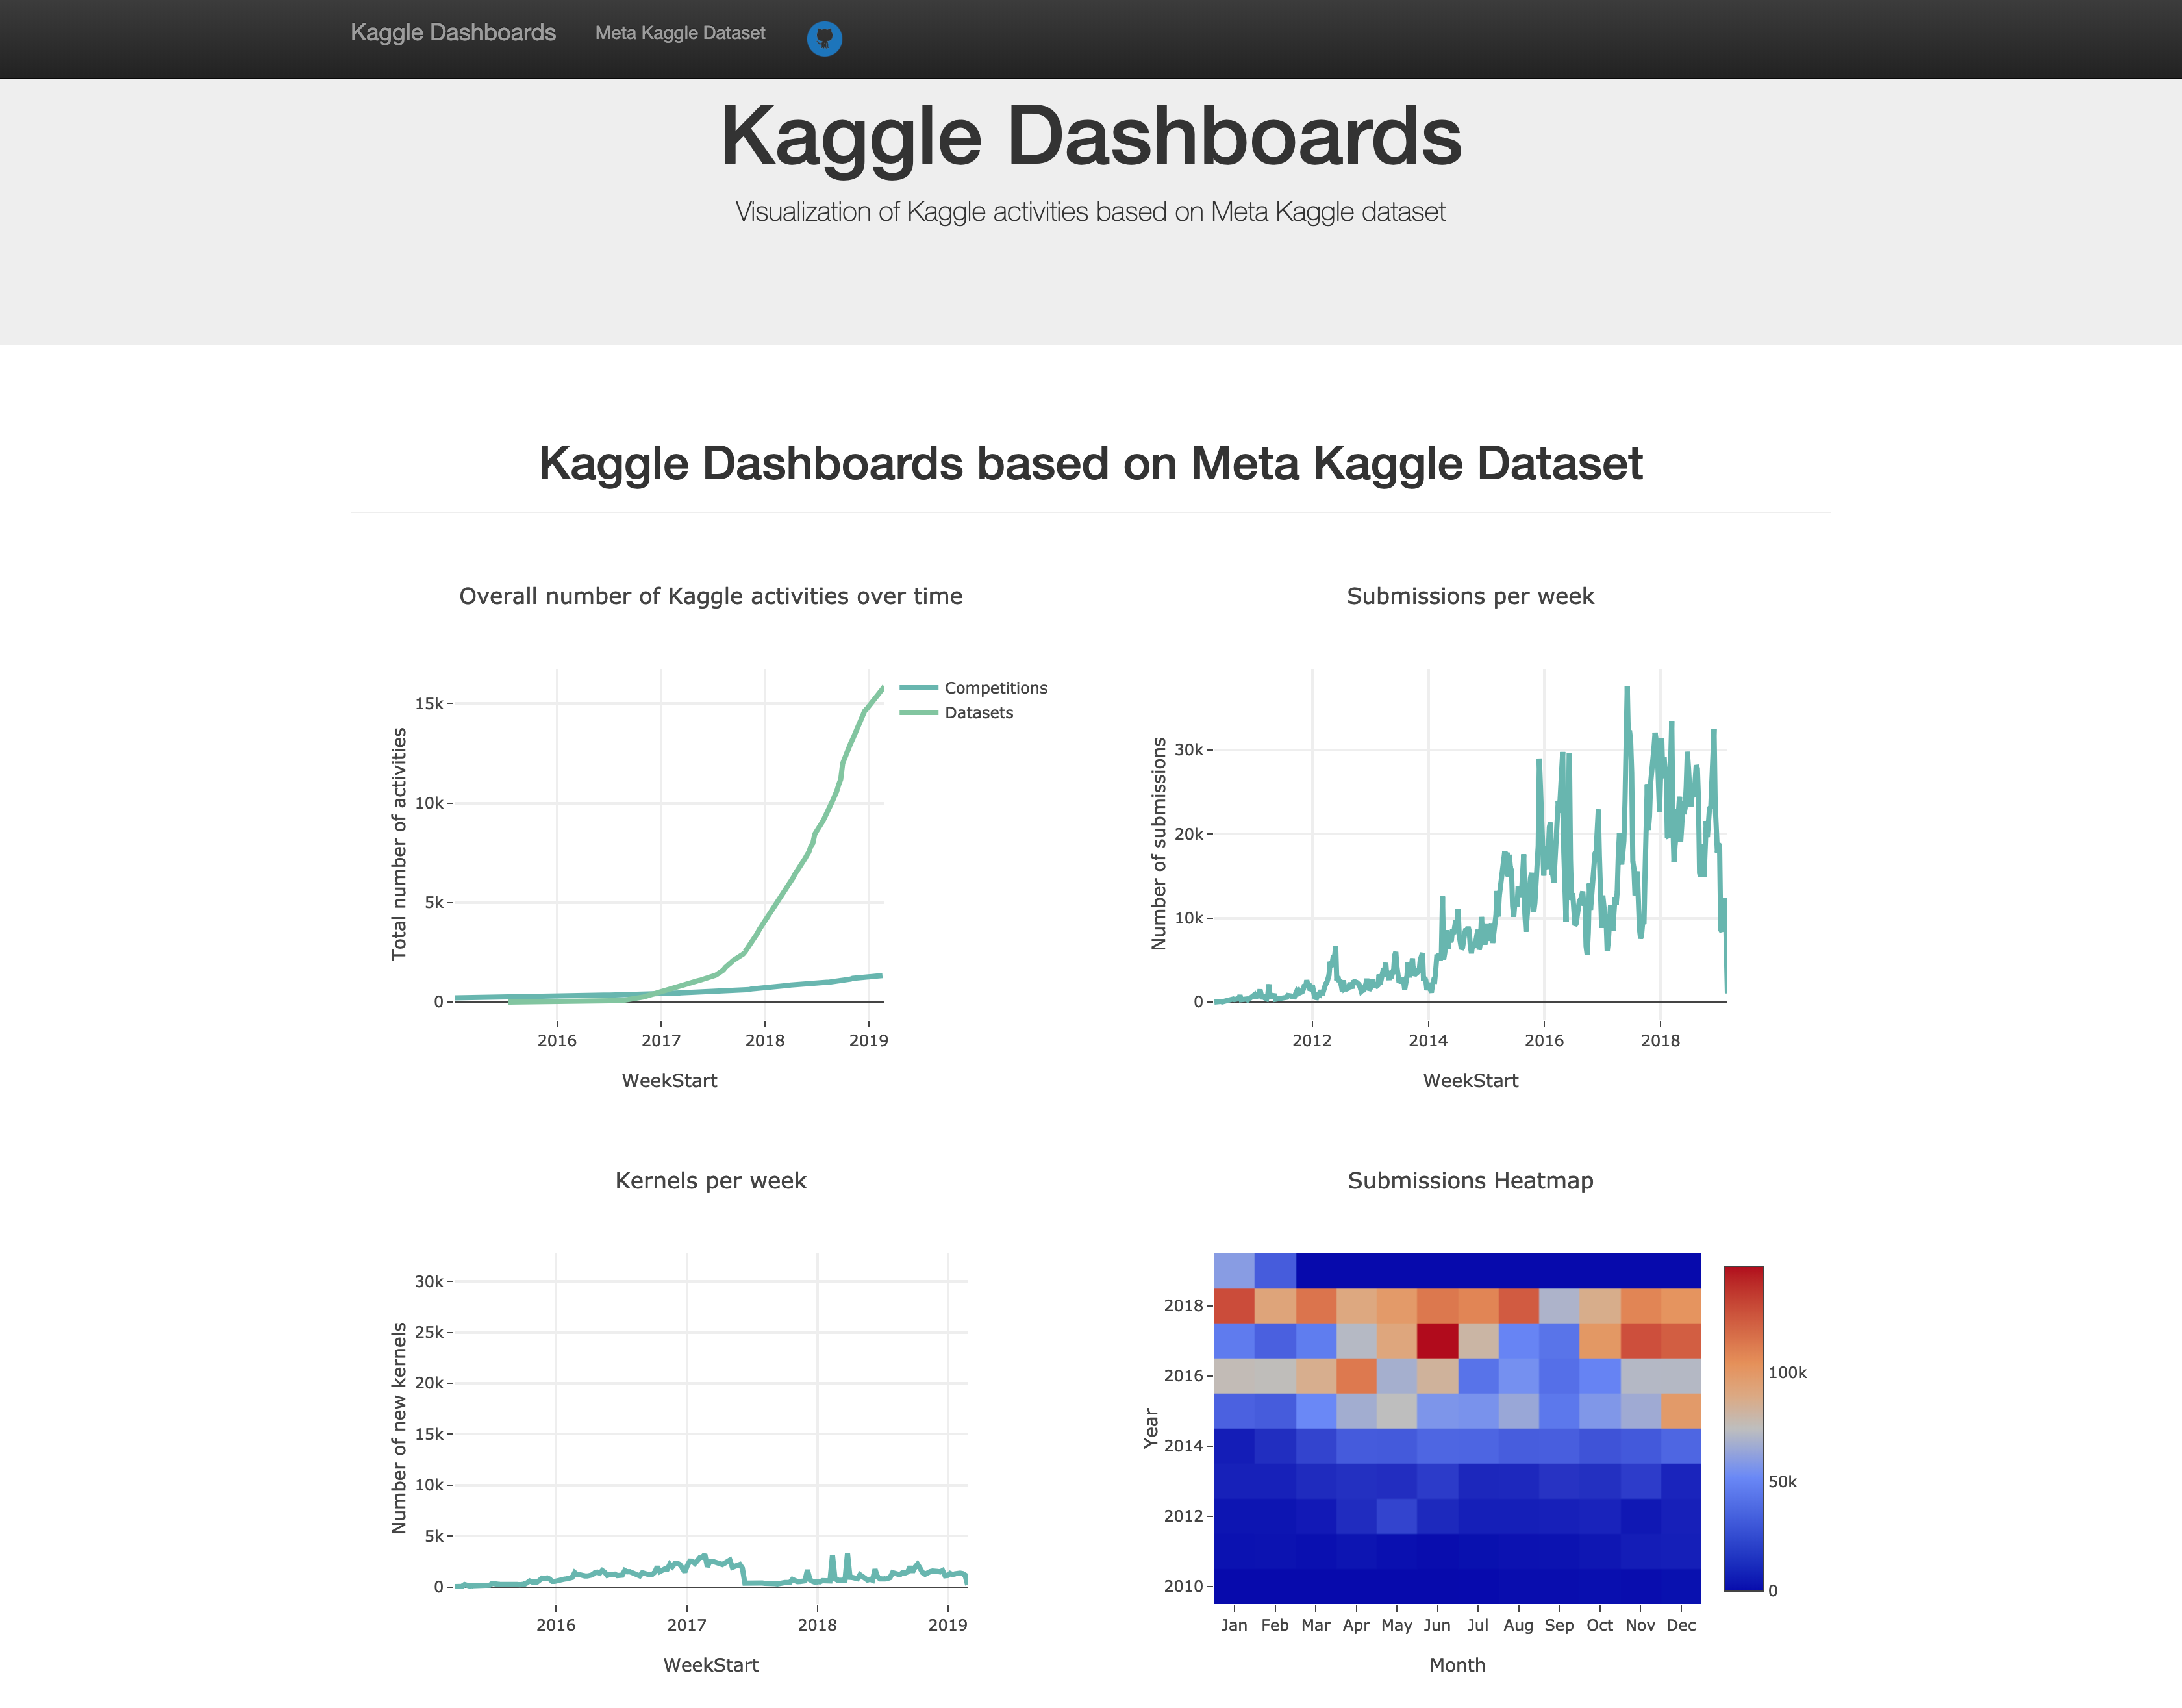 Kaggle Dashboards
Meta Kaggle Dataset
Kaggle Dashboards
Visualization of Kaggle activities based on Meta Kaggle dataset
Kaggle Dashboards based on Meta Kaggle Dataset
Overall number of Kaggle activities over time
Total number of activities
15k
10k
5k
0
2016 2017 2018 2019
WeekStart
Competitions
Datasets
Submissions per week
Number of submissions
30k
20k
10k
0
2012 2014 2016 2018
WeekStart
Kernels per week
Number of new kernels
30k
25k
20k
15k
10k
5k
0
2016 2017 2018 2019
WeekStart
Submissions Heatmap
Year
2018
2016
2014
2012
2010
Jan Feb Mar Apr May Jun Jul Aug Sep Oct Nov Dec
Month
100k
50k
0